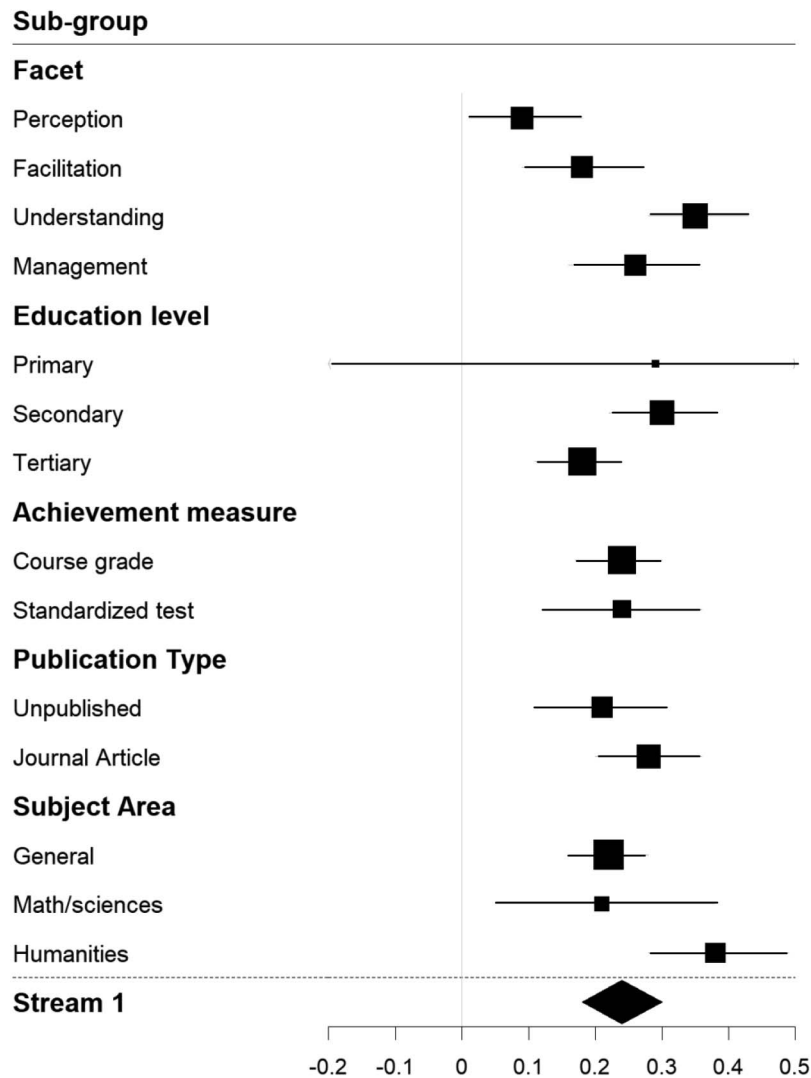 Sub-group
Facet
Perception
Facilitation
Understanding
Management
Education level
Primary
Secondary
Tertiary
Achievement measure
Course grade
Standardized test
Publication Type
Unpublished
Journal Article
Subject Area
General
Math/sciences
Humanities
Stream 1
-0.2 -0.1 0 0.1 0.2 0.3 0.4 0.5